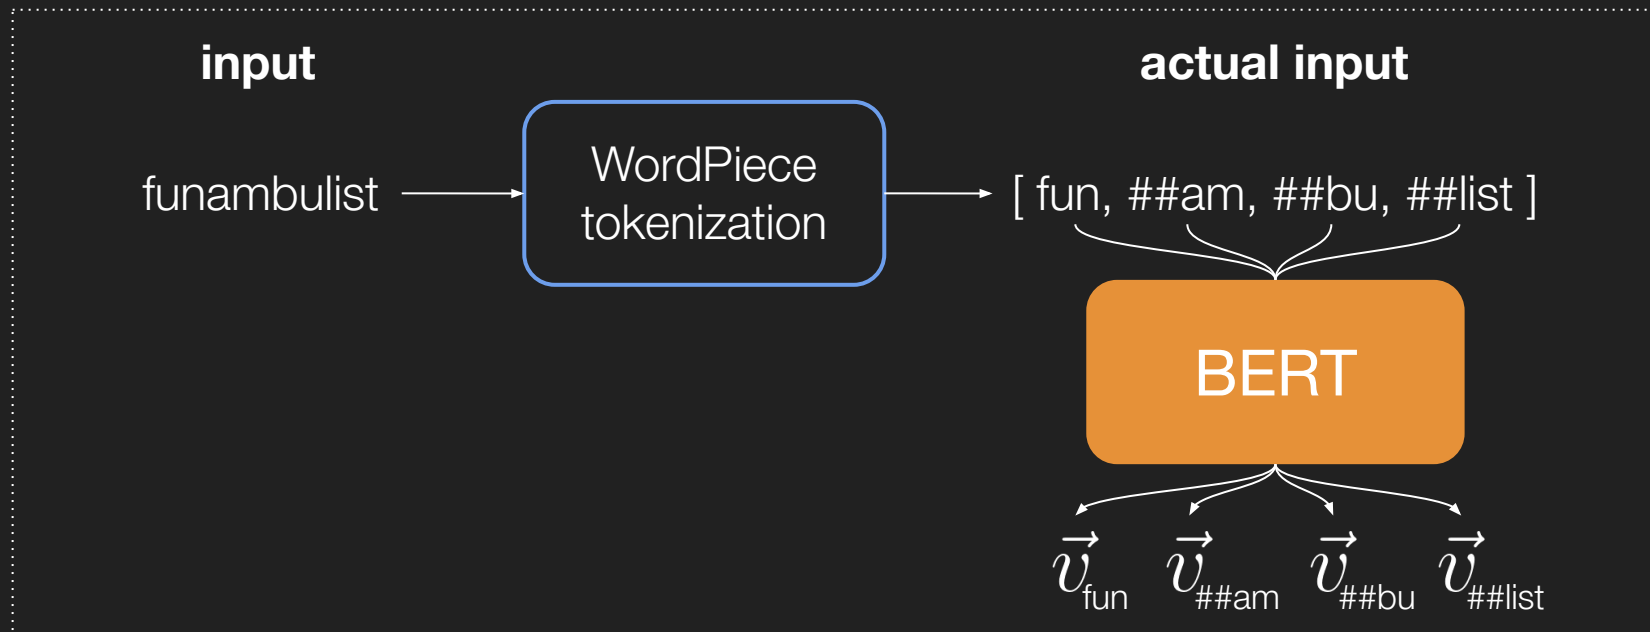 input
actual input
funambulist
WordPiece
tokenization
[ fun, ##am, ##bu, ##list ]
BERT
v fun
v ##am
v ##bu
v ##list